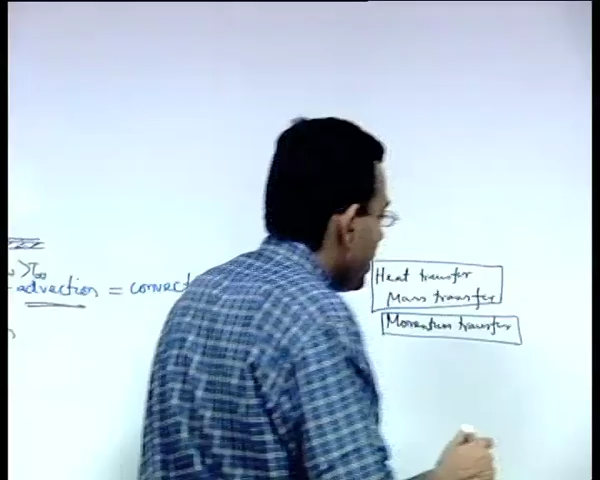 >T∞
advection = convect
Heat transfer
Mass transfer
Momentum transfer